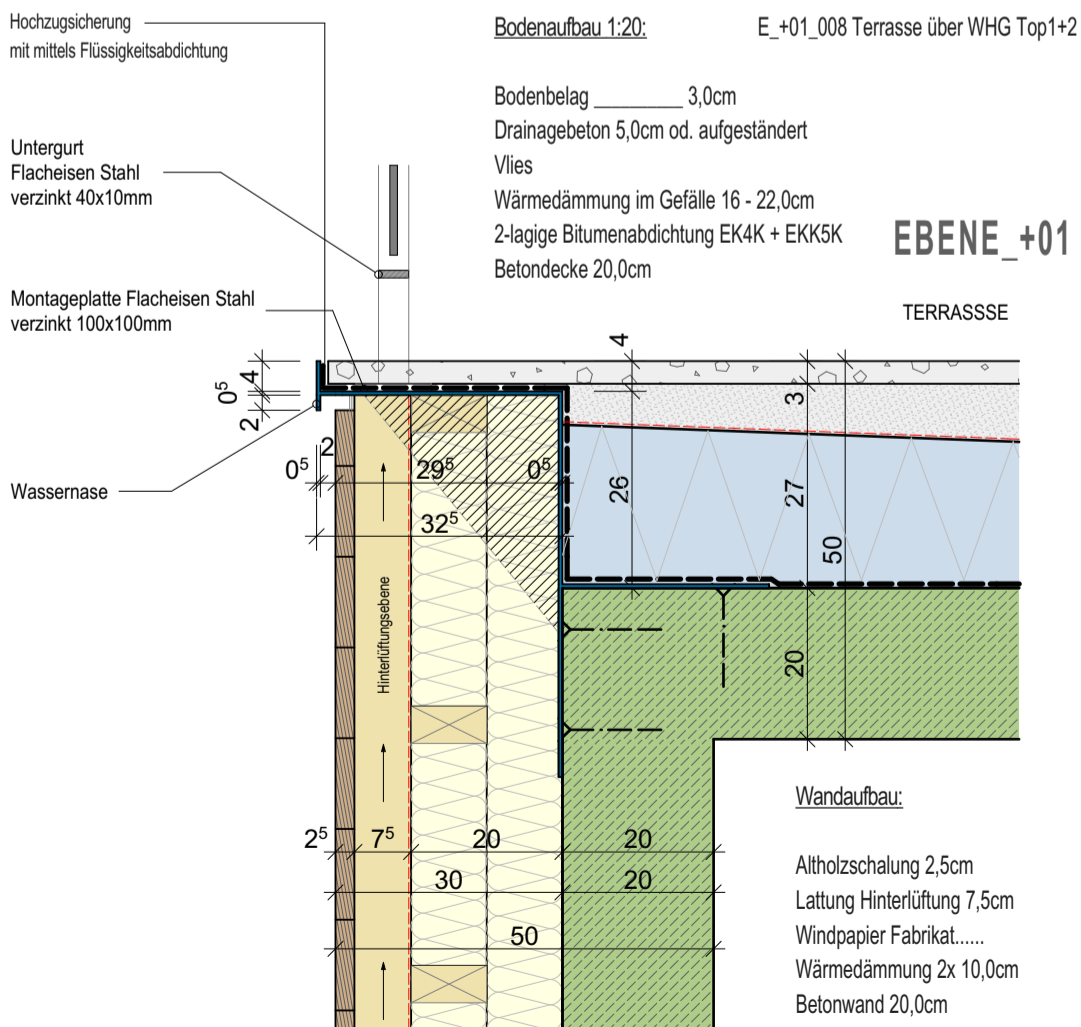 Hochzugsicherung
mit mittels Flüssigkeitsabdichtung
Bodenaufbau 1:20:
E_+01_008 Terrasse über WHG Top1+2
Bodenbelag _________ 3,0cm
Drainagebeton 5,0cm od. aufgeständert
Vlies
Wärmedämmung im Gefälle 16 - 22,0cm
2-lagige Bitumenabdichtung EK4K + EKK5K
Betondecke 20,0cm
EBENE_+01
TERRASSSE
Untergurt
Flacheisen Stahl
verzinkt 40x10mm
Montageplatte Flacheisen Stahl
verzinkt 100x100mm
Wassernase
4
0⁵
2
4
3
2
0⁵
29⁵
0⁵
32⁵
26
27
50
20
Hinterlüftungsebene
2⁵
7⁵
20
20
30
20
50
Wandaufbau:
Altholzschalung 2,5cm
Lattung Hinterlüftung 7,5cm
Windpapier Fabrikat......
Wärmedämmung 2x 10,0cm
Betonwand 20,0cm